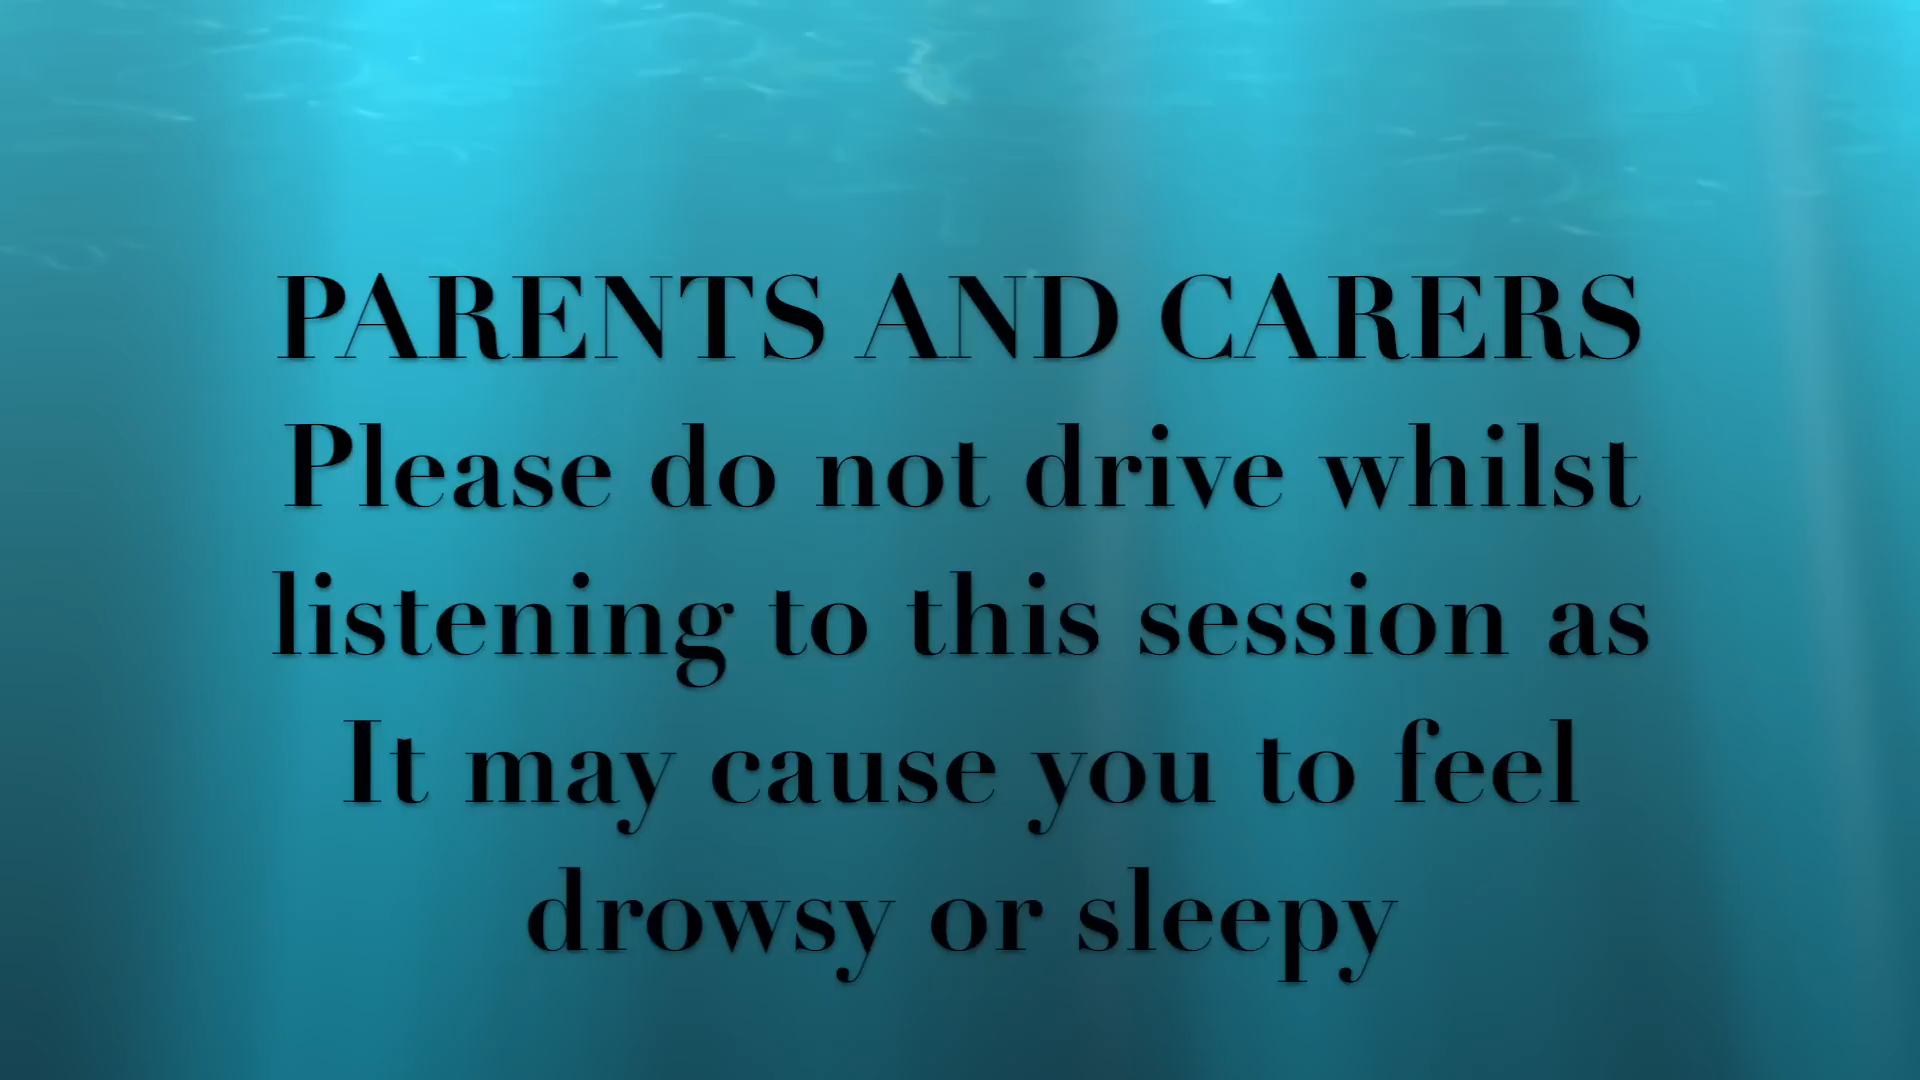 PARENTS AND CARERS
Please do not drive whilst
listening to this session as
It may cause you to feel
drowsy or sleepy